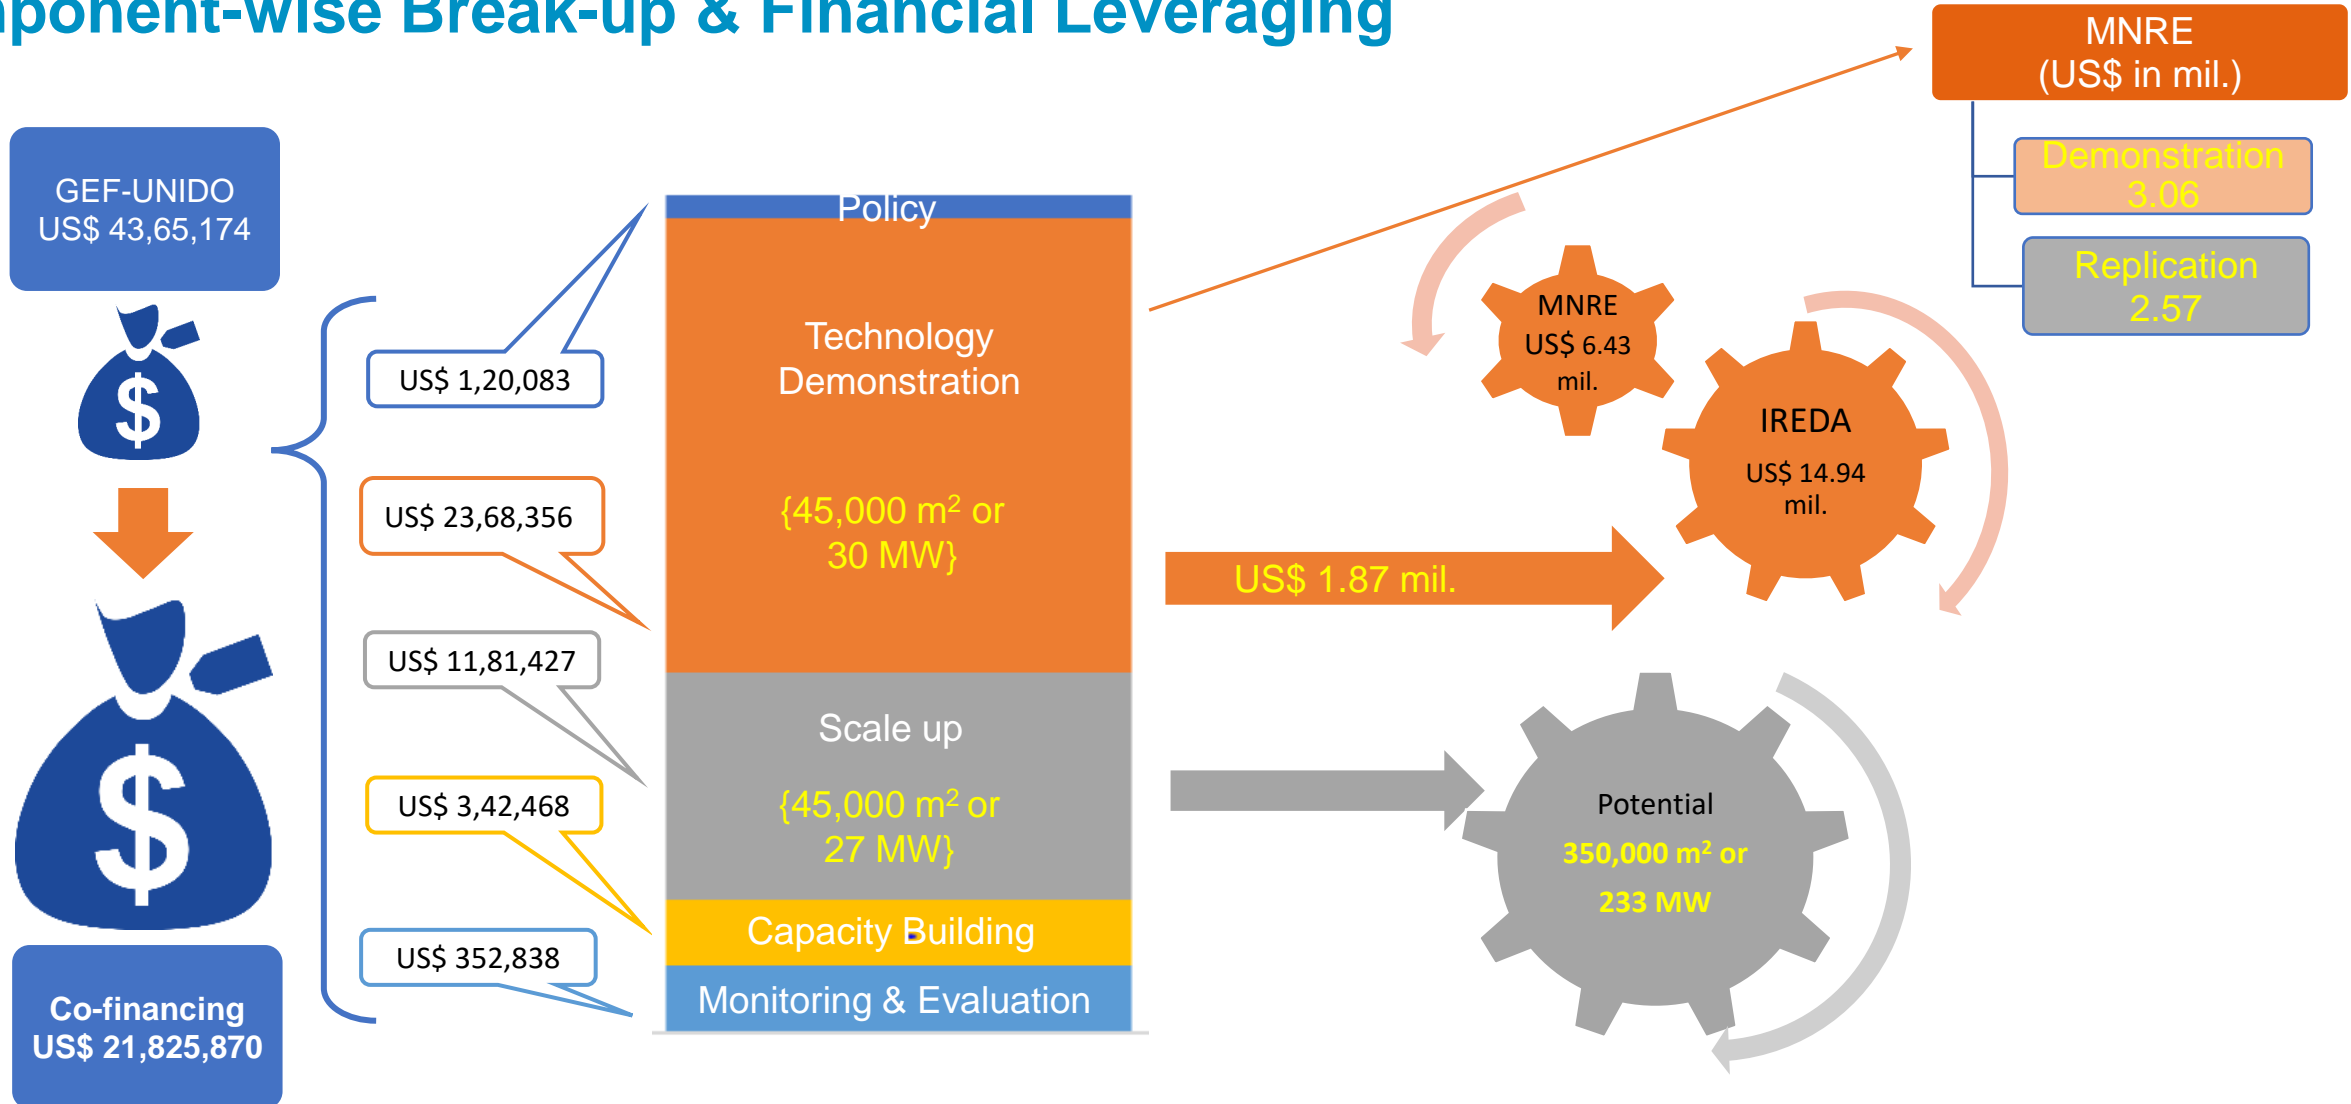 mponent-wise Break-up & Financial Leveraging
MNRE
(US$ in mil.)
Demonstration
3.06
Replication
2.57
GEF-UNIDO
US$ 43,65,174
$
$
Co-financing
US$ 21,825,870
US$ 1,20,083
US$ 23,68,356
US$ 11,81,427
US$ 3,42,468
US$ 352,838
Policy
Technology
Demonstration
{45,000 m² or
30 MW}
Scale up
{45,000 m² or
27 MW}
Capacity Building
Monitoring & Evaluation
US$ 1.87 mil.
MNRE
US$ 6.43
mil.
IREDA
US$ 14.94
mil.
Potential
350,000 m² or
233 MW